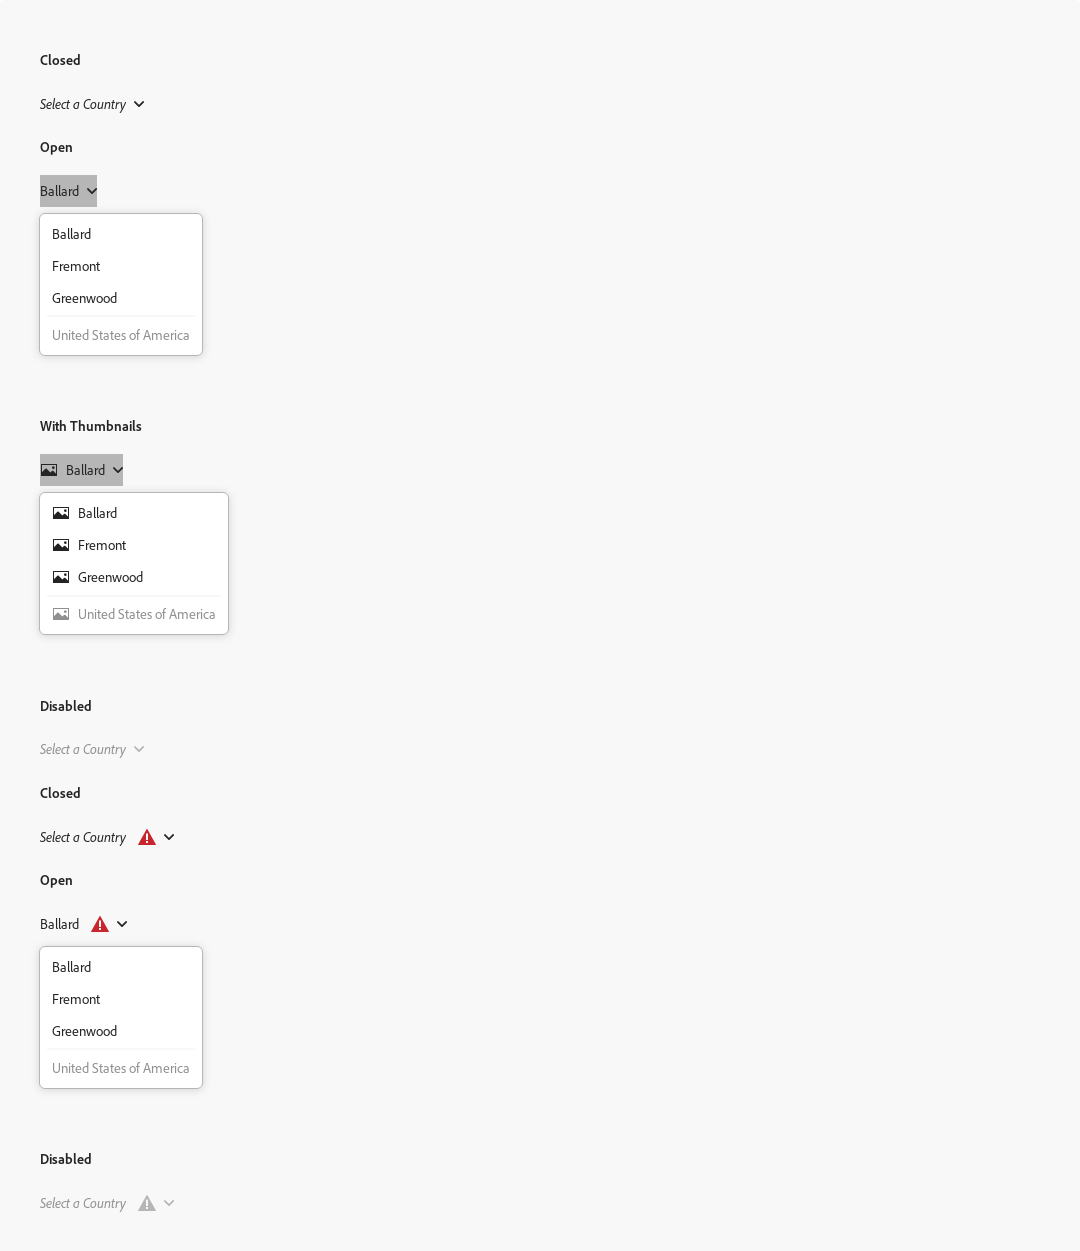 Closed
Select a Country
Open
Ballard
Ballard
Fremont
Greenwood
United States of America
With Thumbnails
Ballard
Ballard
Fremont
Greenwood
United States of America
Disabled
Select a Country
Closed
Select a Country
Open
Ballard
Ballard
Fremont
Greenwood
United States of America
Disabled
Select a Country